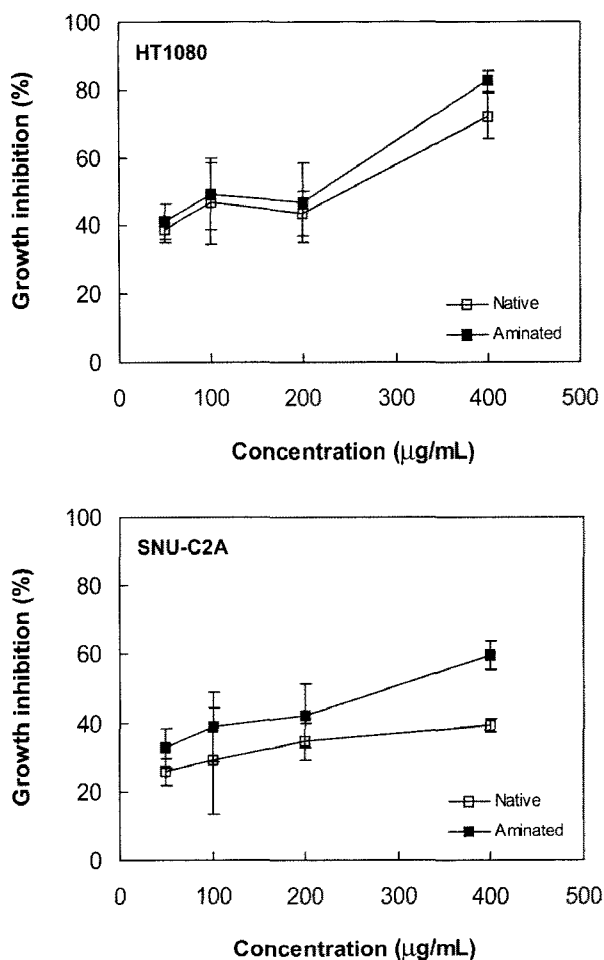 HT1080
Growth inhibition (%)
100
80
60
40
20
0
Native
Aminated
0 100 200 300 400 500
Concentration (μg/mL)
SNU-C2A
Growth inhibition (%)
100
80
60
40
20
0
Native
Aminated
0 100 200 300 400 500
Concentration (μg/mL)